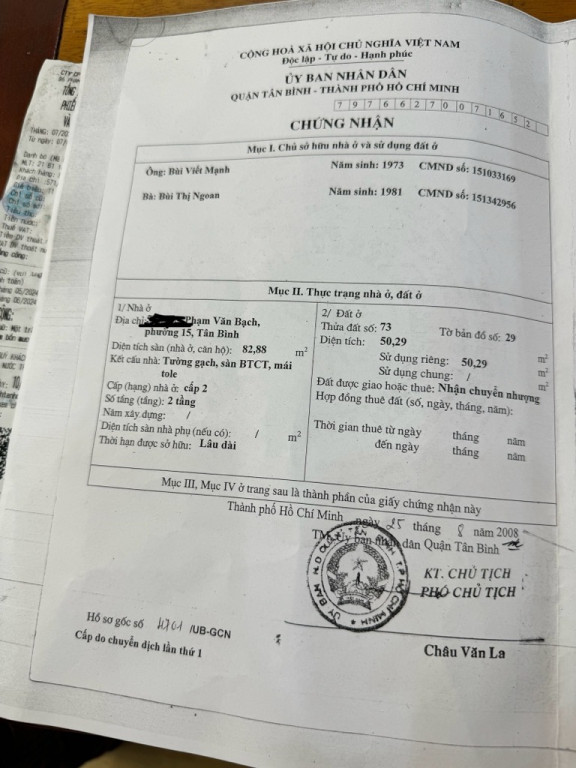 CỘNG HOÀ XÃ HỘI CHỦ NGHĨA VIỆT NAM
Độc lập - Tự do - Hạnh phúc
ỦY BAN NHÂN DÂN
QUẬN TÂN BÌNH - THÀNH PHỐ HỒ CHÍ MINH
79766270071652
CHỨNG NHẬN
Mục I. Chủ sở hữu nhà ở và sử dụng đất ở
Ông: Bùi Viết Mạnh Năm sinh: 1973 CMND số: 151033169
Bà: Bùi Thị Ngoan Năm sinh: 1981 CMND số: 151342956
Mục II. Thực trạng nhà ở, đất ở
1/ Nhà ở
Địa chỉ: Phạm Văn Bạch,
phường 15, Tân Bình
Diện tích sàn (nhà ở, căn hộ): 82,88 m²
Kết cấu nhà: Tường gạch, sàn BTCT, mái
tole
Cấp (hạng) nhà ở: cấp 2
Số tầng (tầng): 2 tầng
Năm xây dựng: /
Diện tích sàn nhà phụ (nếu có): / m²
Thời hạn được sở hữu: Lâu dài
2/ Đất ở
Thửa đất số: 73 Tờ bản đồ số: 29
Diện tích: 50,29 m²
Sử dụng riêng: 50,29 m²
Sử dụng chung: / m²
Đất được giao hoặc thuê: Nhận chuyển nhượng
Hợp đồng thuê đất (số, ngày, tháng, năm):
Thời gian thuê từ ngày tháng năm
đến ngày tháng năm
Mục III, Mục IV ở trang sau là thành phần của giấy chứng nhận này
Thành phố Hồ Chí Minh ngày 25 tháng 8 năm 2008
TM. Ủy ban nhân dân Quận Tân Bình
KT. CHỦ TỊCH
PHÓ CHỦ TỊCH
Hồ sơ gốc số /UB-GCN
Cấp do chuyển dịch lần thứ 1
Châu Văn La